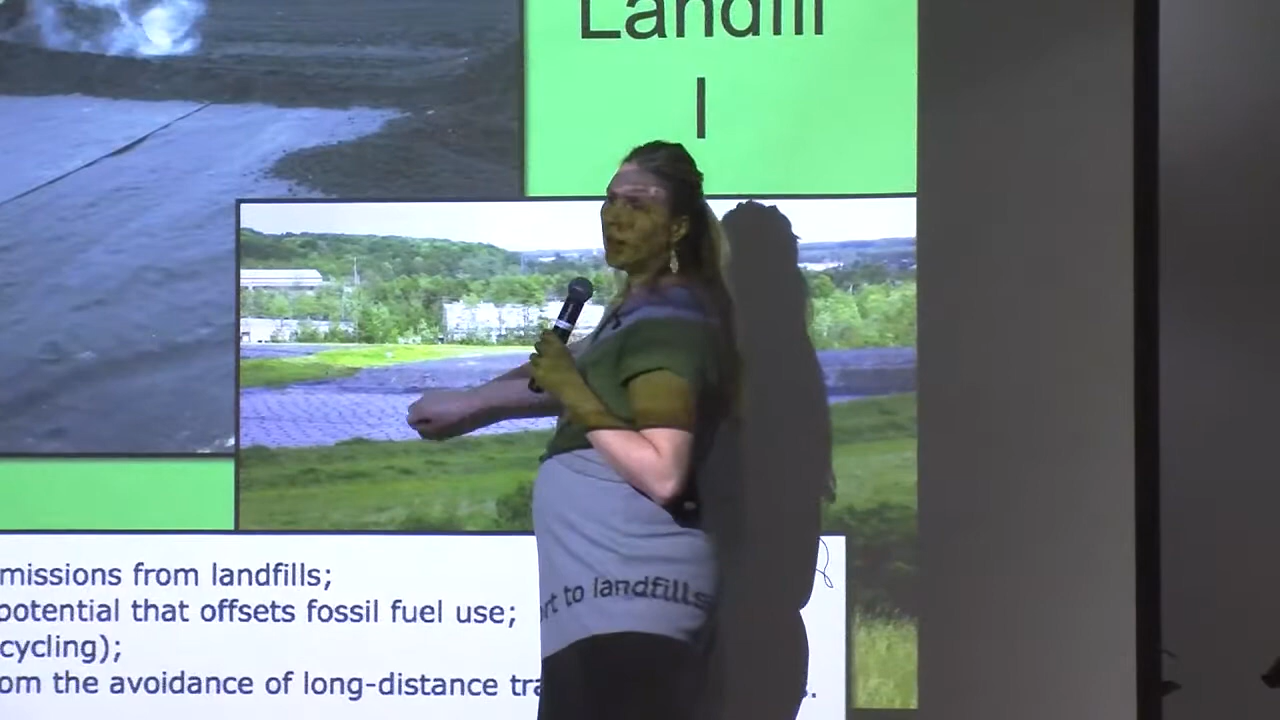 Landfill
missions from landfills;
potential that offsets fossil fuel use;
cycling);
om the avoidance of long-distance tra rt to landfills